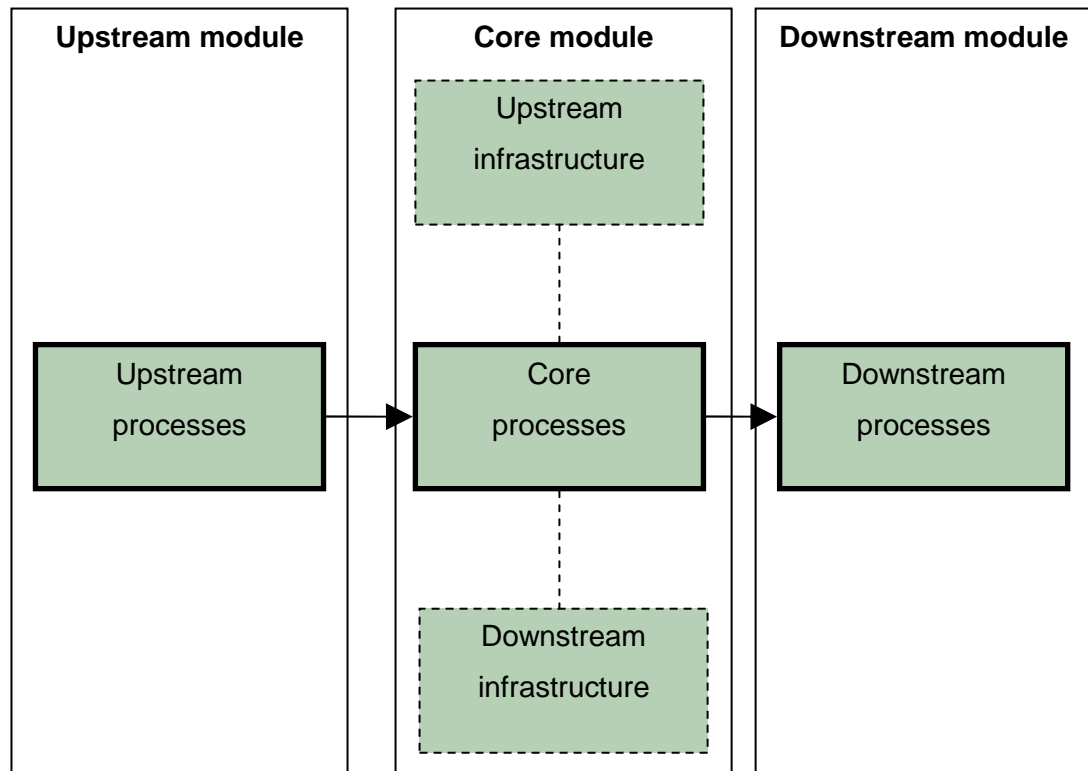 Upstream module
Core module
Downstream module
Upstream
infrastructure
Upstream
processes
Core
processes
Downstream
processes
Downstream
infrastructure